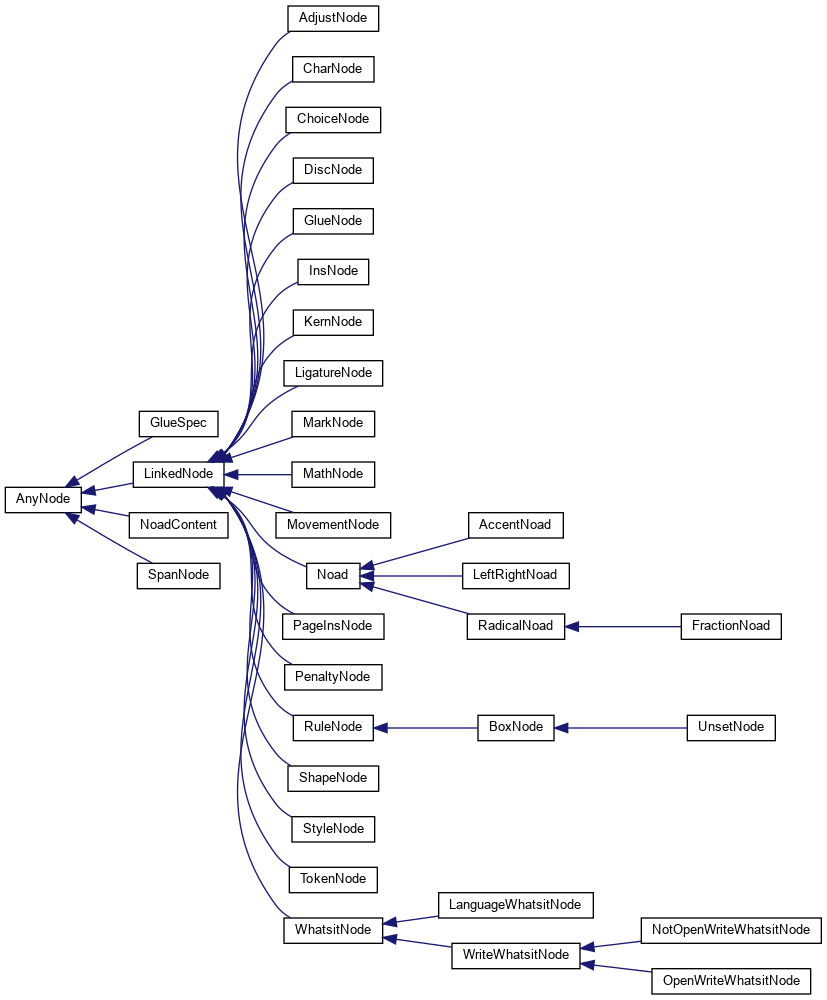 AdjustNode
CharNode
ChoiceNode
DiscNode
GlueNode
InsNode
KernNode
LigatureNode
GlueSpec
MarkNode
LinkedNode
MathNode
AnyNode
NoadContent
MovementNode
AccentNoad
SpanNode
Noad
LeftRightNoad
PageInsNode
RadicalNoad
FractionNoad
PenaltyNode
RuleNode
BoxNode
UnsetNode
ShapeNode
StyleNode
TokenNode
LanguageWhatsitNode
WhatsitNode
NotOpenWriteWhatsitNode
WriteWhatsitNode
OpenWriteWhatsitNode